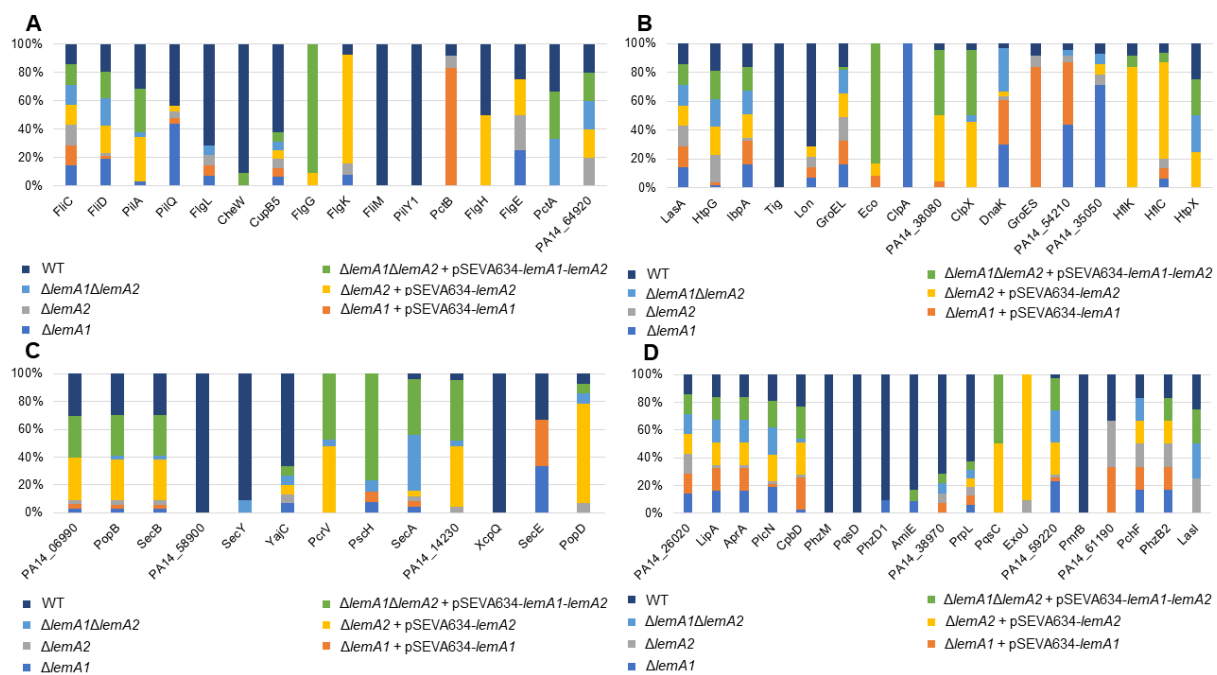 A
100%
80%
60%
40%
20%
0%
FliC FliD PilA PilQ FlgL CheW CupB5 FlgG FlgK FliM PilY1 PctB FlgH FlgE PctA PA14_64920
WT
ΔlemA1ΔlemA2
ΔlemA2
ΔlemA1
ΔlemA1ΔlemA2 + pSEVA634-lemA1-lemA2
ΔlemA2 + pSEVA634-lemA2
ΔlemA1 + pSEVA634-lemA1
B
100%
80%
60%
40%
20%
0%
LasA HtpG IbpA Tig Lon GroEL Eco ClpA PA14_38080 ClpX DnaK GroES PA14_54210 PA14_35050 HflK HflC HtpX
WT
ΔlemA1ΔlemA2
ΔlemA2
ΔlemA1
ΔlemA1ΔlemA2 + pSEVA634-lemA1-lemA2
ΔlemA2 + pSEVA634-lemA2
ΔlemA1 + pSEVA634-lemA1
C
100%
80%
60%
40%
20%
0%
PA14_06990 PopB SecB PA14_58900 SecY YajC PcrV PscH SecA PA14_14230 XcpQ SecE PopD
WT
ΔlemA1ΔlemA2
ΔlemA2
ΔlemA1
ΔlemA1ΔlemA2 + pSEVA634-lemA1-lemA2
ΔlemA2 + pSEVA634-lemA2
ΔlemA1 + pSEVA634-lemA1
D
100%
80%
60%
40%
20%
0%
PA14_26020 LipA AprA PlcN CpbD PhzM PqsD PhzD1 AmiE PA14_38970 PrpL PqsC ExoU PA14_59220 PmrB PA14_61190 PchF PhzB2 LasI
WT
ΔlemA1ΔlemA2
ΔlemA2
ΔlemA1
ΔlemA1ΔlemA2 + pSEVA634-lemA1-lemA2
ΔlemA2 + pSEVA634-lemA2
ΔlemA1 + pSEVA634-lemA1